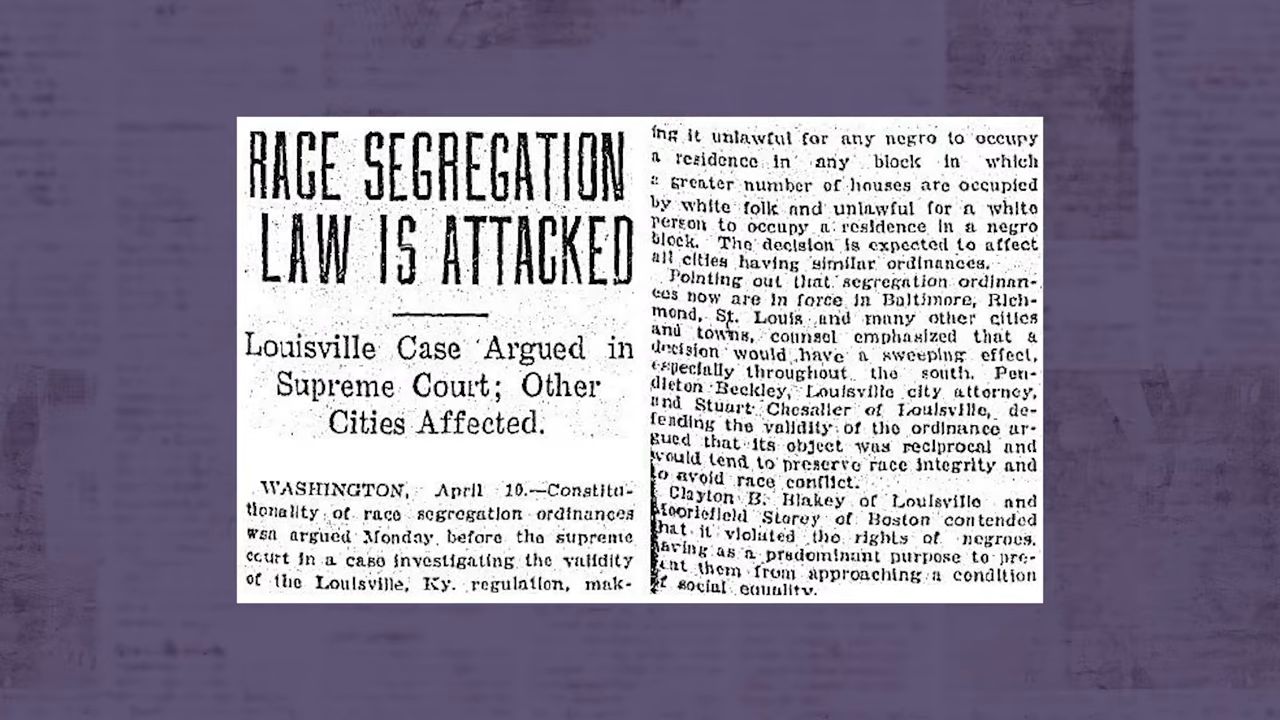 RACE SEGREGATION
LAW IS ATTACKED
Louisville Case Argued in
Supreme Court; Other
Cities Affected.
WASHINGTON, April 10.—Constitu-
tionality of race segregation ordinances
was argued Monday before the supreme
court in a case investigating the validity
of the Louisville, Ky. regulation, mak-
ing it unlawful for any negro to occupy
a residence in any block in which
a greater number of houses are occupied
by white folk and unlawful for a white
person to occupy a residence in a negro
block. The decision is expected to affect
all cities having similar ordinances.
Pointing out that segregation ordinan-
ces now are in force in Baltimore, Rich-
mond, St. Louis and many other cities
and towns, counsel emphasized that a
decision would have a sweeping effect,
especially throughout the south. Pen-
dleton Beckley, Louisville city attorney,
and Stuart Chesalier of Louisville, de-
fending the validity of the ordinance ar-
gued that its object was reciprocal and
would tend to preserve race integrity and
to avoid race conflict.
Clayton B. Blakey of Louisville and
Moorfield Storey of Boston contended
that it violated the rights of negroes,
having as a predominant purpose to pre-
vent them from approaching a condition
of social equality.